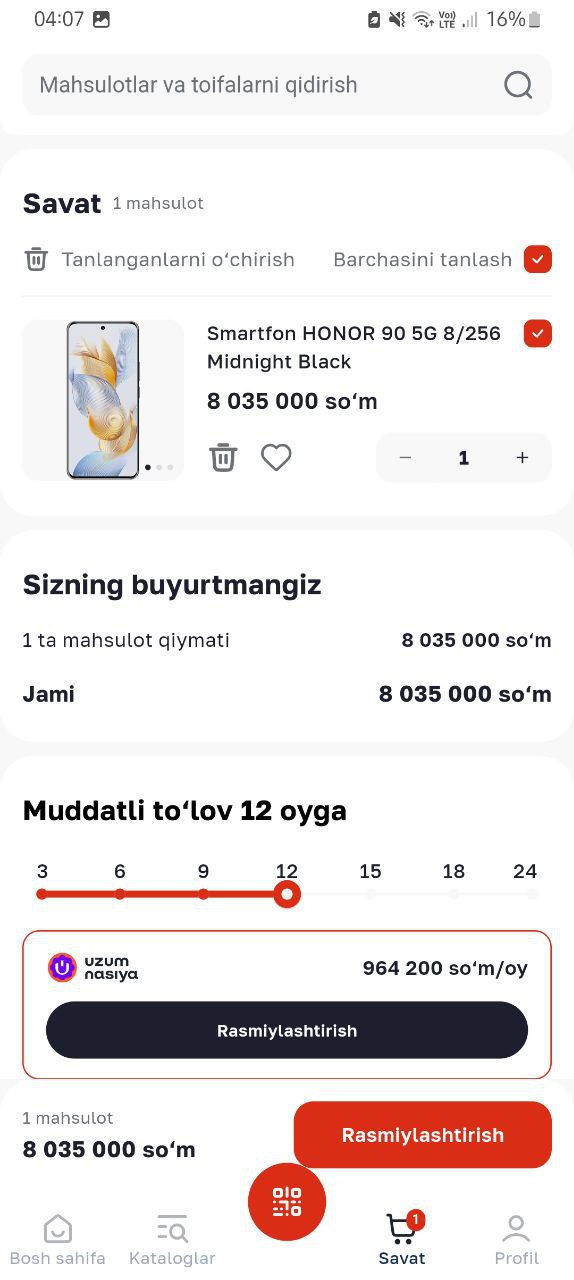 04:07 Vo)) LTE 16%
Mahsulotlar va toifalarni qidirish
Savat 1 mahsulot
Tanlanganlarni o‘chirish Barchasini tanlash
Smartfon HONOR 90 5G 8/256
Midnight Black
8 035 000 so‘m
− 1 +
Sizning buyurtmangiz
1 ta mahsulot qiymati 8 035 000 so‘m
Jami 8 035 000 so‘m
Muddatli to‘lov 12 oyga
3 6 9 12 15 18 24
uzum nasiya 964 200 so‘m/oy
Rasmiylashtirish
1 mahsulot
8 035 000 so‘m
Rasmiylashtirish
1
Bosh sahifa Kataloglar Savat Profil